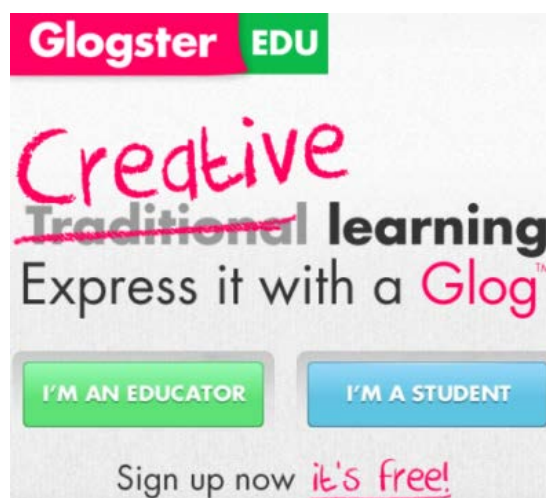 Glogster EDU
Creative
Traditional learning
Express it with a Glog™
I'M AN EDUCATOR I'M A STUDENT
Sign up now it's free!